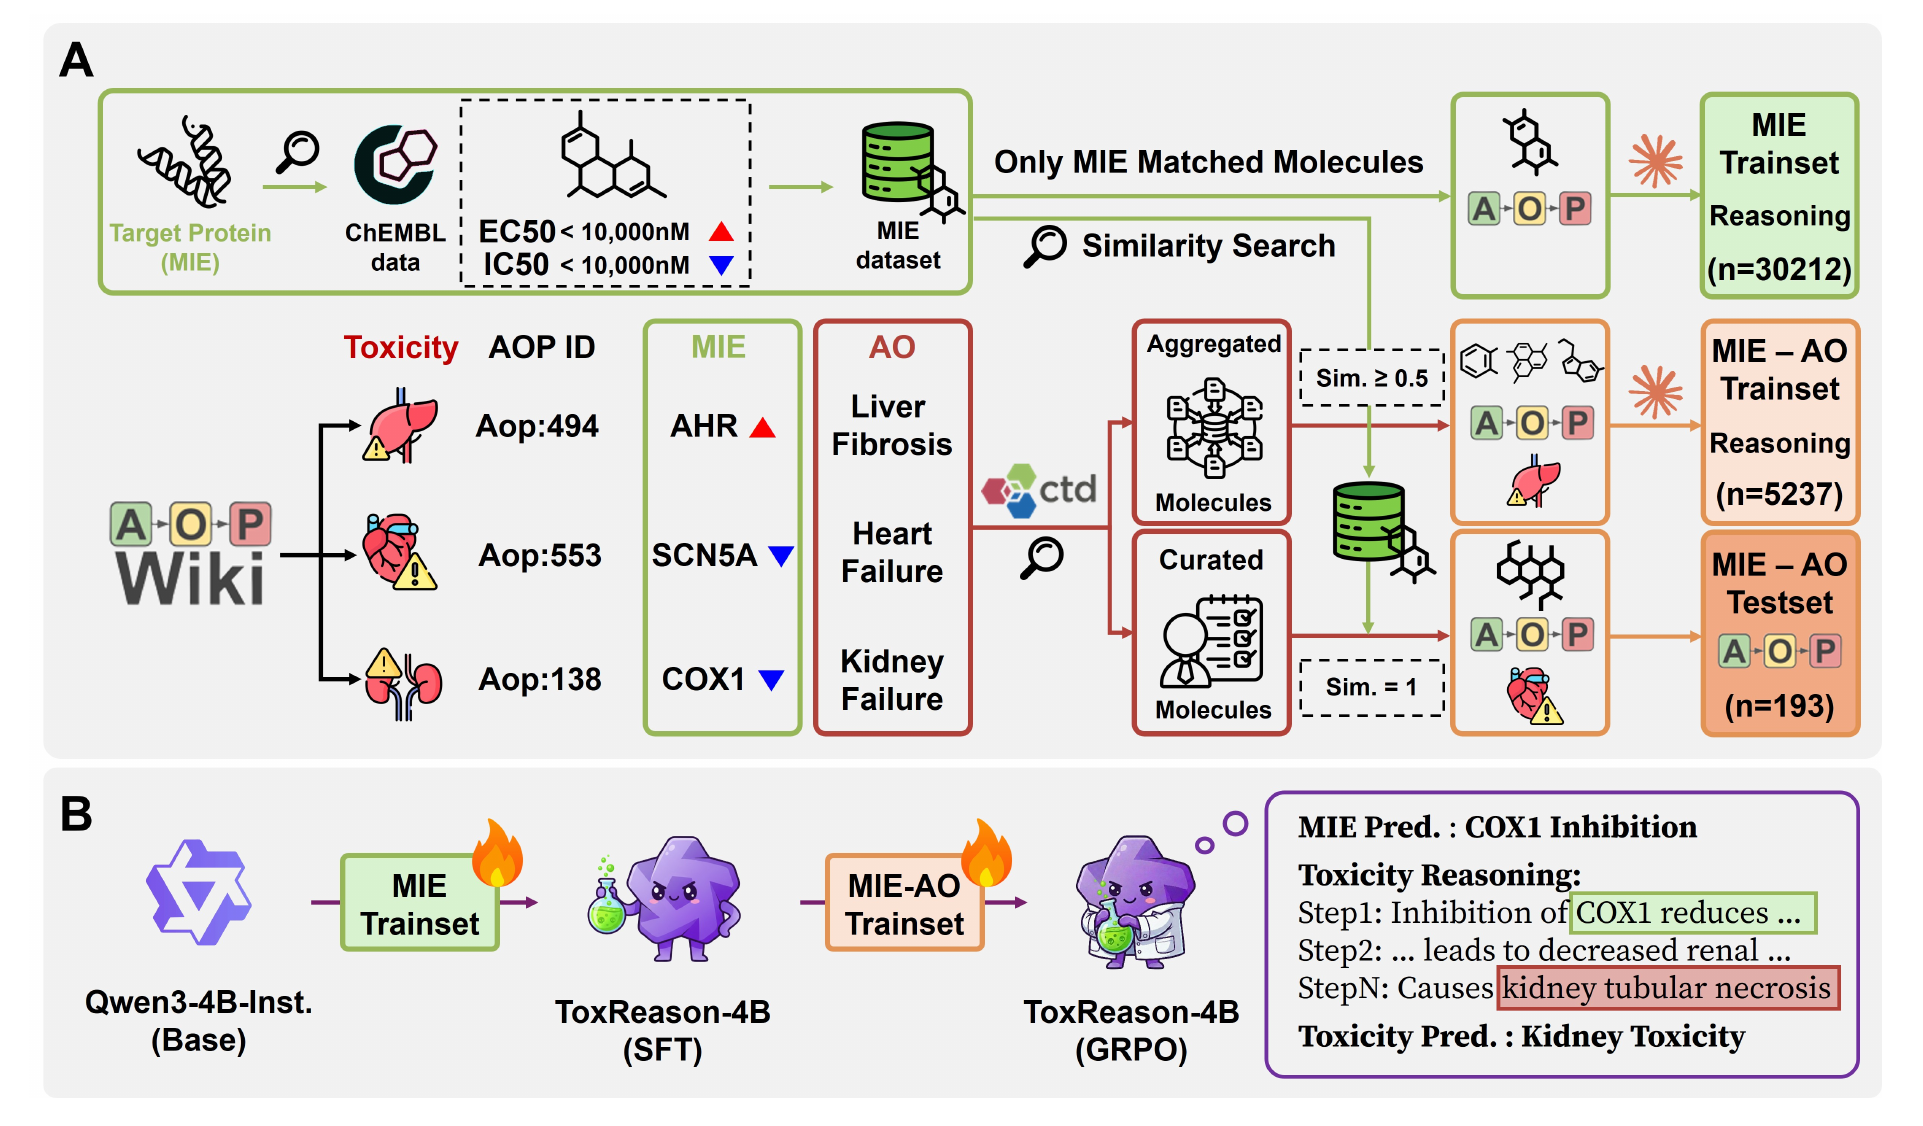 A
Target Protein
(MIE)
ChEMBL
data
EC50 < 10,000nM
IC50 < 10,000nM
MIE
dataset
Only MIE Matched Molecules
Similarity Search
A O P
MIE
Trainset
Reasoning
(n=30212)
Toxicity
AOP ID
MIE
AO
Aop:494
AHR
Liver
Fibrosis
Aop:553
SCN5A
Heart
Failure
Aop:138
COX1
Kidney
Failure
A O P
Wiki
ctd
Aggregated
Molecules
Curated
Molecules
Sim. ≥ 0.5
Sim. = 1
A O P
MIE – AO
Trainset
Reasoning
(n=5237)
A O P
MIE – AO
Testset
A O P
(n=193)
B
Qwen3-4B-Inst.
(Base)
MIE
Trainset
ToxReason-4B
(SFT)
MIE-AO
Trainset
ToxReason-4B
(GRPO)
MIE Pred. : COX1 Inhibition
Toxicity Reasoning:
Step1: Inhibition of COX1 reduces ...
Step2: ... leads to decreased renal ...
StepN: Causes kidney tubular necrosis
Toxicity Pred. : Kidney Toxicity